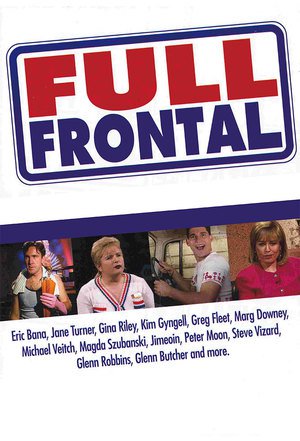 FULL
FRONTAL
Eric Bana, Jane Turner, Gina Riley, Kim Gyngell, Greg Fleet, Marg Downey,
Michael Veitch, Magda Szubanski, Jimeoin, Peter Moon, Steve Vizard,
Glenn Robbins, Glenn Butcher and more.